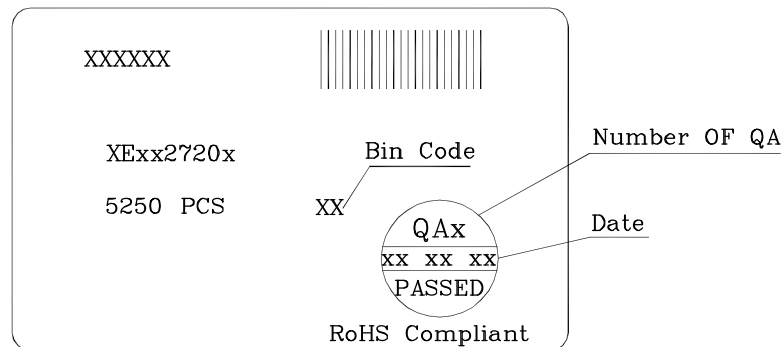 XXXXXX
Number OF QA
XExx2720x
Bin Code
5250 PCS
XX
QAx
Date
xx xx xx
PASSED
RoHS Compliant